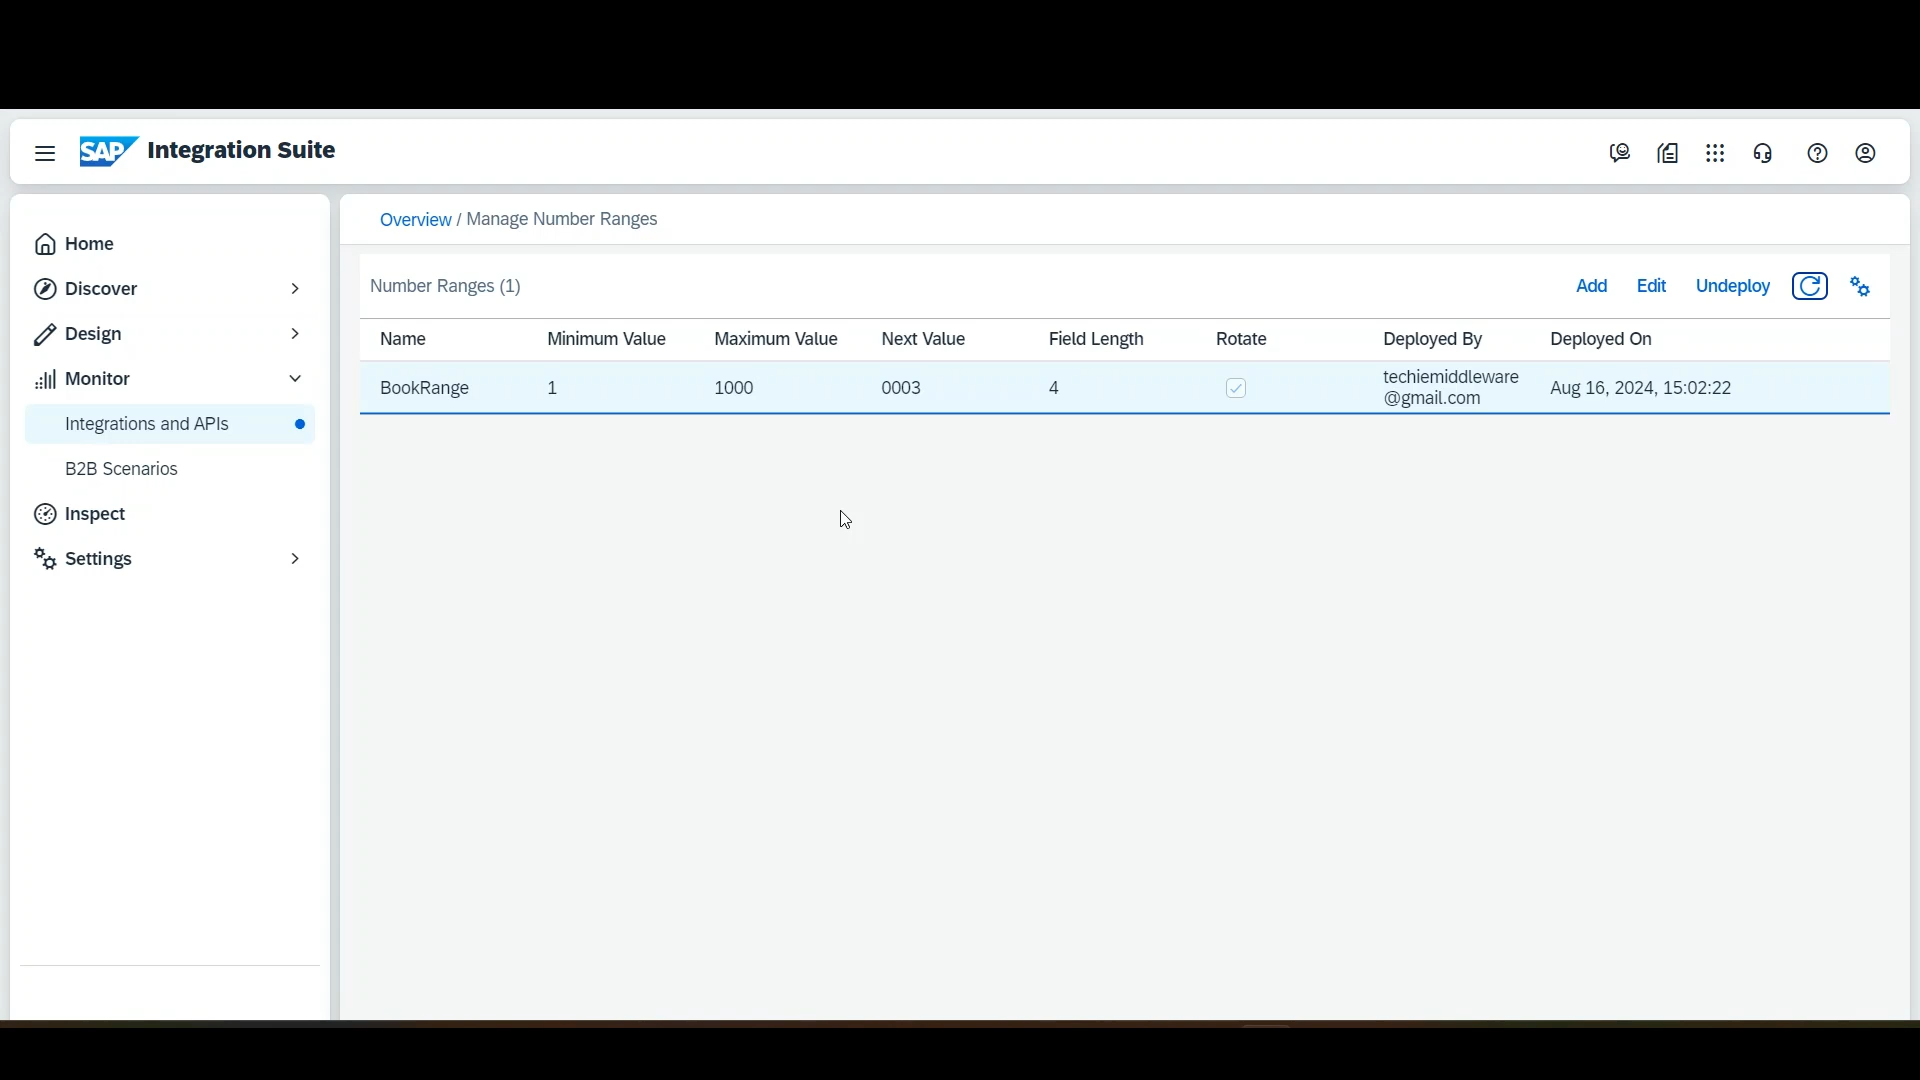 SAP Integration Suite
Home
Discover
Design
Monitor
Integrations and APIs
B2B Scenarios
Inspect
Settings
Overview / Manage Number Ranges
Number Ranges (1)
Add Edit Undeploy
Name Minimum Value Maximum Value Next Value Field Length Rotate Deployed By Deployed On
BookRange 1 1000 0003 4 techiemiddleware Aug 16, 2024, 15:02:22
@gmail.com